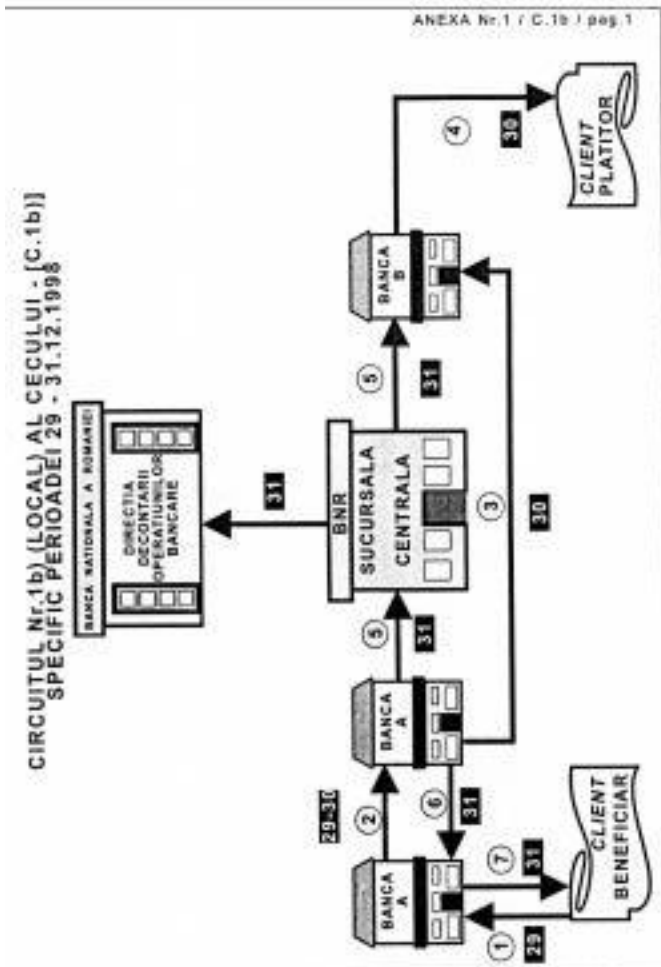 ANEXA Nr.1 / C.1b / pag.1
CIRCUITUL Nr.1b) (LOCAL) AL CECULUI - [C.1b)]
SPECIFIC PERIOADEI 29 - 31.12.1998
BANCA NATIONALA A ROMANIEI
DIRECTIA
DECONTARII
OPERATIUNILOR
BANCARE
31
BNR
SUCURSALA
CENTRALA
29-30
2
5
31
5
31
4
30
BANCA
A
BANCA
A
BANCA
B
6
31
3
30
1
29
7
31
CLIENT
BENEFICIAR
CLIENT
PLATITOR